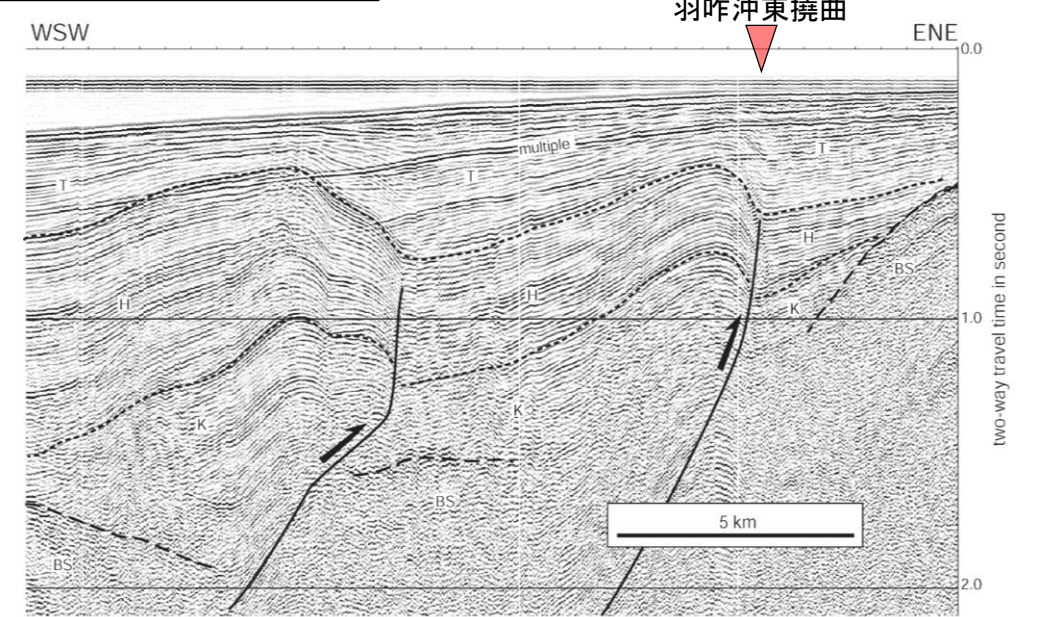 羽咋沖東撓曲
WSW
ENE
0.0
multiple
T
T
T
H
BS
H
H
K
1.0
K
K
BS
5 km
BS
2.0
two-way travel time in second